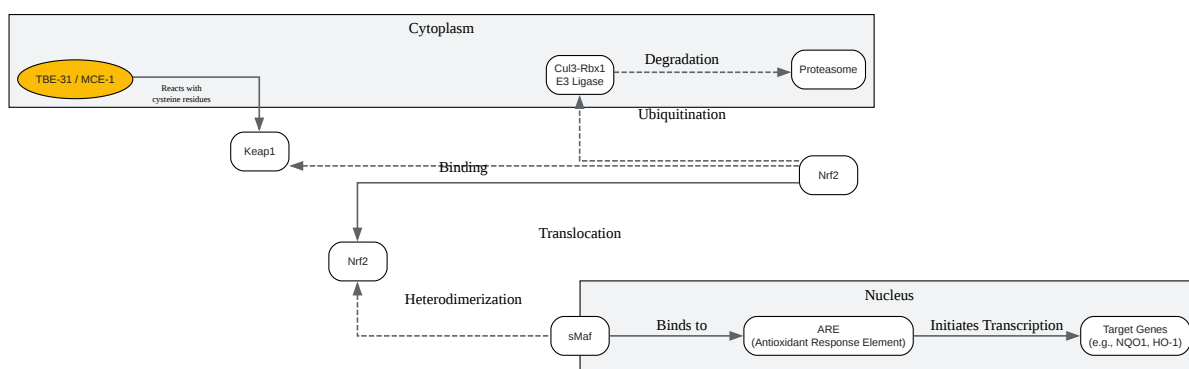 Cytoplasm
TBE-31 / MCE-1
Reacts with
cysteine residues
Cul3-Rbx1
E3 Ligase
Degradation
Proteasome
Ubiquitination
Keap1
Binding
Nrf2
Translocation
Nrf2
Heterodimerization
Nucleus
sMaf
Binds to
ARE
(Antioxidant Response Element)
Initiates Transcription
Target Genes
(e.g., NQO1, HO-1)